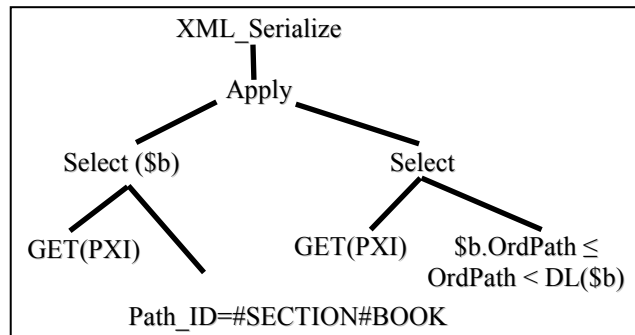 XML_Serialize
Apply
Select ($b)
Select
GET(PXI)
GET(PXI)
$b.OrdPath ≤
OrdPath < DL($b)
Path_ID=#SECTION#BOOK